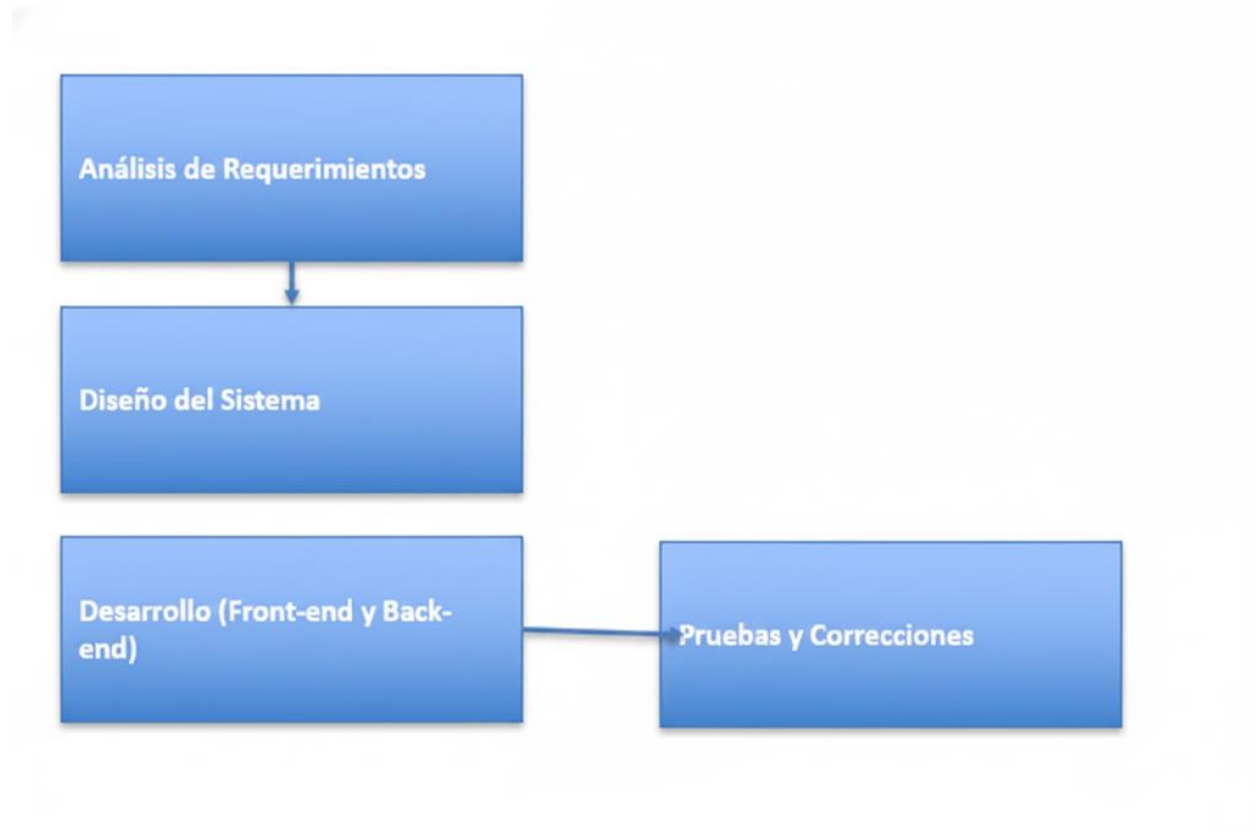 Análisis de Requerimientos
Diseño del Sistema
Desarrollo (Front-end y Back-
end)
Pruebas y Correcciones